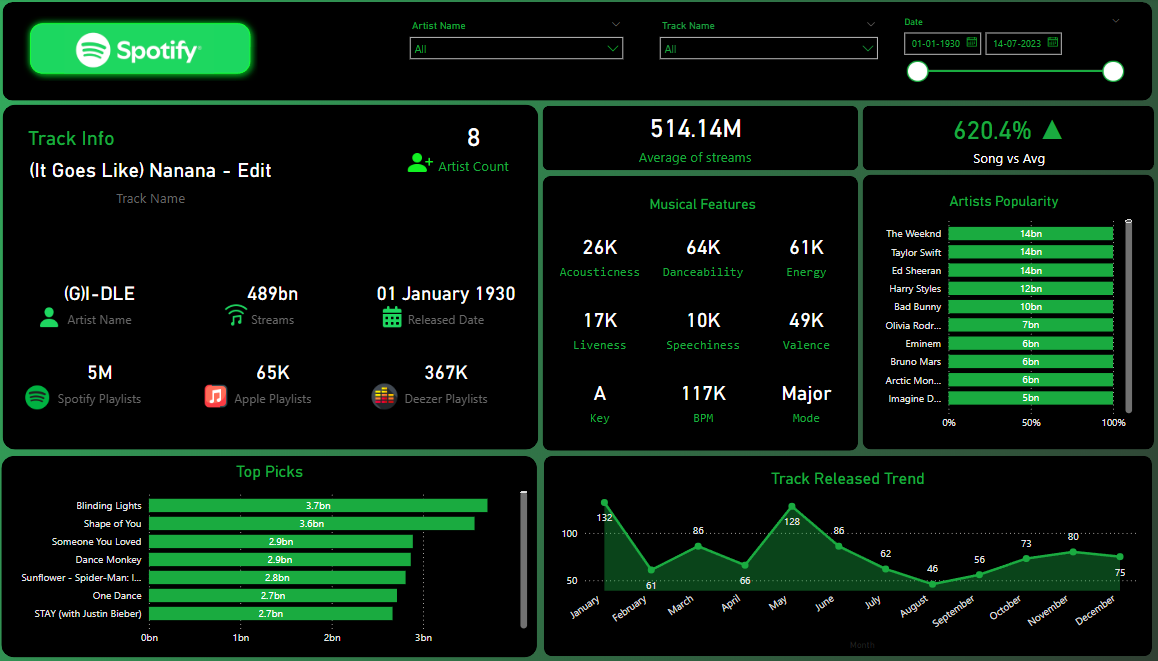 Spotify
Artist Name
All
Track Name
All
Date
01-01-1930
14-07-2023
Track Info
(It Goes Like) Nanana - Edit
Track Name
8
Artist Count
(G)I-DLE
Artist Name
489bn
Streams
01 January 1930
Released Date
5M
Spotify Playlists
65K
Apple Playlists
367K
Deezer Playlists
514.14M
Average of streams
620.4%
Song vs Avg
Musical Features
26K
Acousticness
64K
Danceability
61K
Energy
17K
Liveness
10K
Speechiness
49K
Valence
A
Key
117K
BPM
Major
Mode
Artists Popularity
The Weeknd 14bn
Taylor Swift 14bn
Ed Sheeran 14bn
Harry Styles 12bn
Bad Bunny 10bn
Olivia Rodr... 7bn
Eminem 6bn
Bruno Mars 6bn
Arctic Mon... 6bn
Imagine D... 5bn
0% 50% 100%
Top Picks
Blinding Lights 3.7bn
Shape of You 3.6bn
Someone You Loved 2.9bn
Dance Monkey 2.9bn
Sunflower - Spider-Man: I... 2.8bn
One Dance 2.7bn
STAY (with Justin Bieber) 2.7bn
0bn 1bn 2bn 3bn
Track Released Trend
100
50
132
61
86
66
128
86
62
46
56
73
80
75
January
February
March
April
May
June
July
August
September
October
November
December
Month